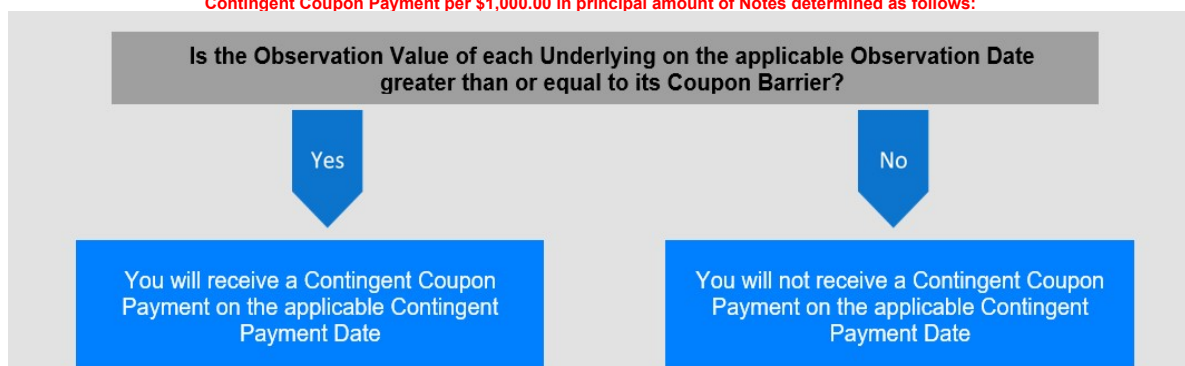 Contingent Coupon Payment per $1,000.00 in principal amount of Notes determined as follows:
Is the Observation Value of each Underlying on the applicable Observation Date
greater than or equal to its Coupon Barrier?
Yes
No
You will receive a Contingent Coupon
Payment on the applicable Contingent
Payment Date
You will not receive a Contingent Coupon
Payment on the applicable Contingent
Payment Date